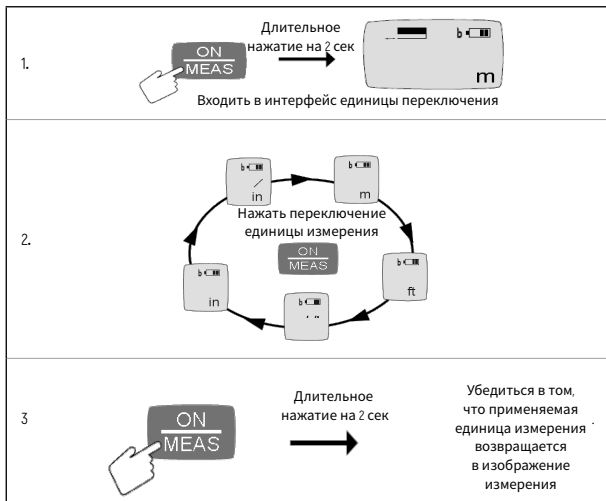 1.
ON
MEAS
Длительное
нажатие на 2 сек
b
m
Входить в интерфейс единицы переключения
2.
b
in
b
m
Нажать переключение
единицы измерения
ON
MEAS
b
in
b
ft
b
' "
3
ON
MEAS
Длительное
нажатие на 2 сек
Убедиться в том,
что применяемая
единица измерения
возвращается
в изображение
измерения